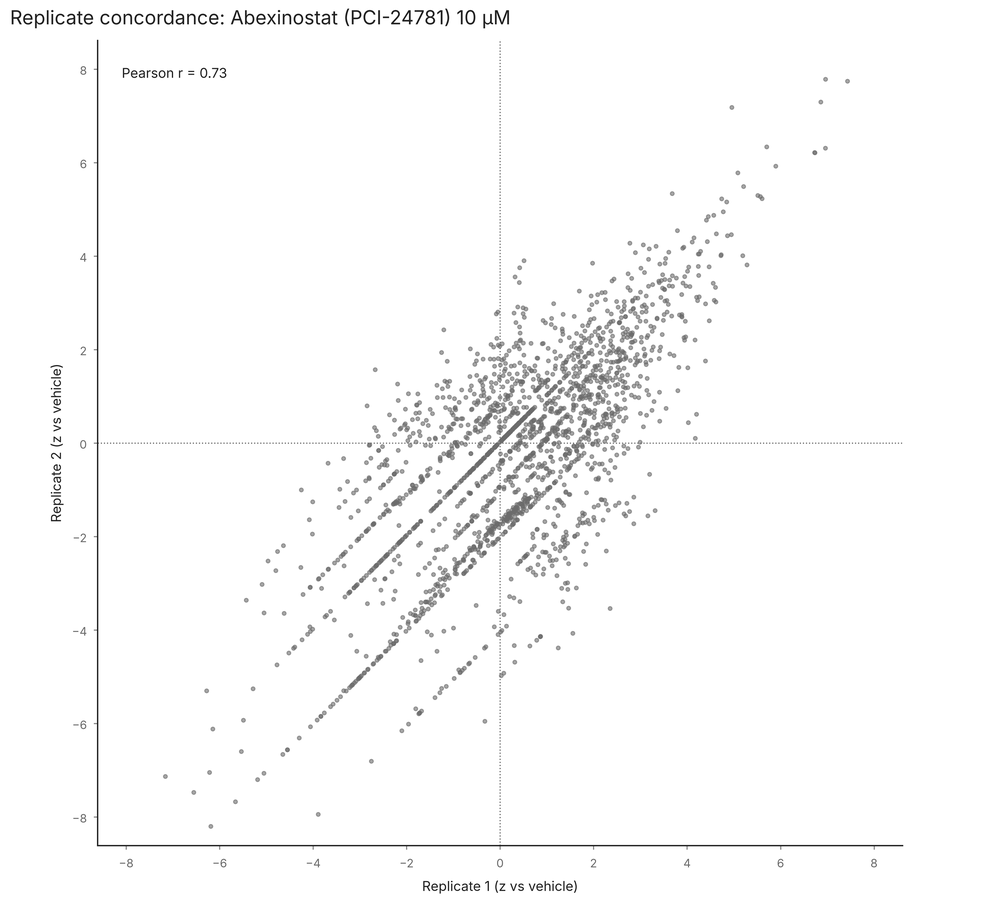 Replicate concordance: Abexinostat (PCI-24781) 10 µM
Pearson r = 0.73
8
6
4
2
0
−2
−4
−6
−8
Replicate 2 (z vs vehicle)
−8 −6 −4 −2 0 2 4 6 8
Replicate 1 (z vs vehicle)